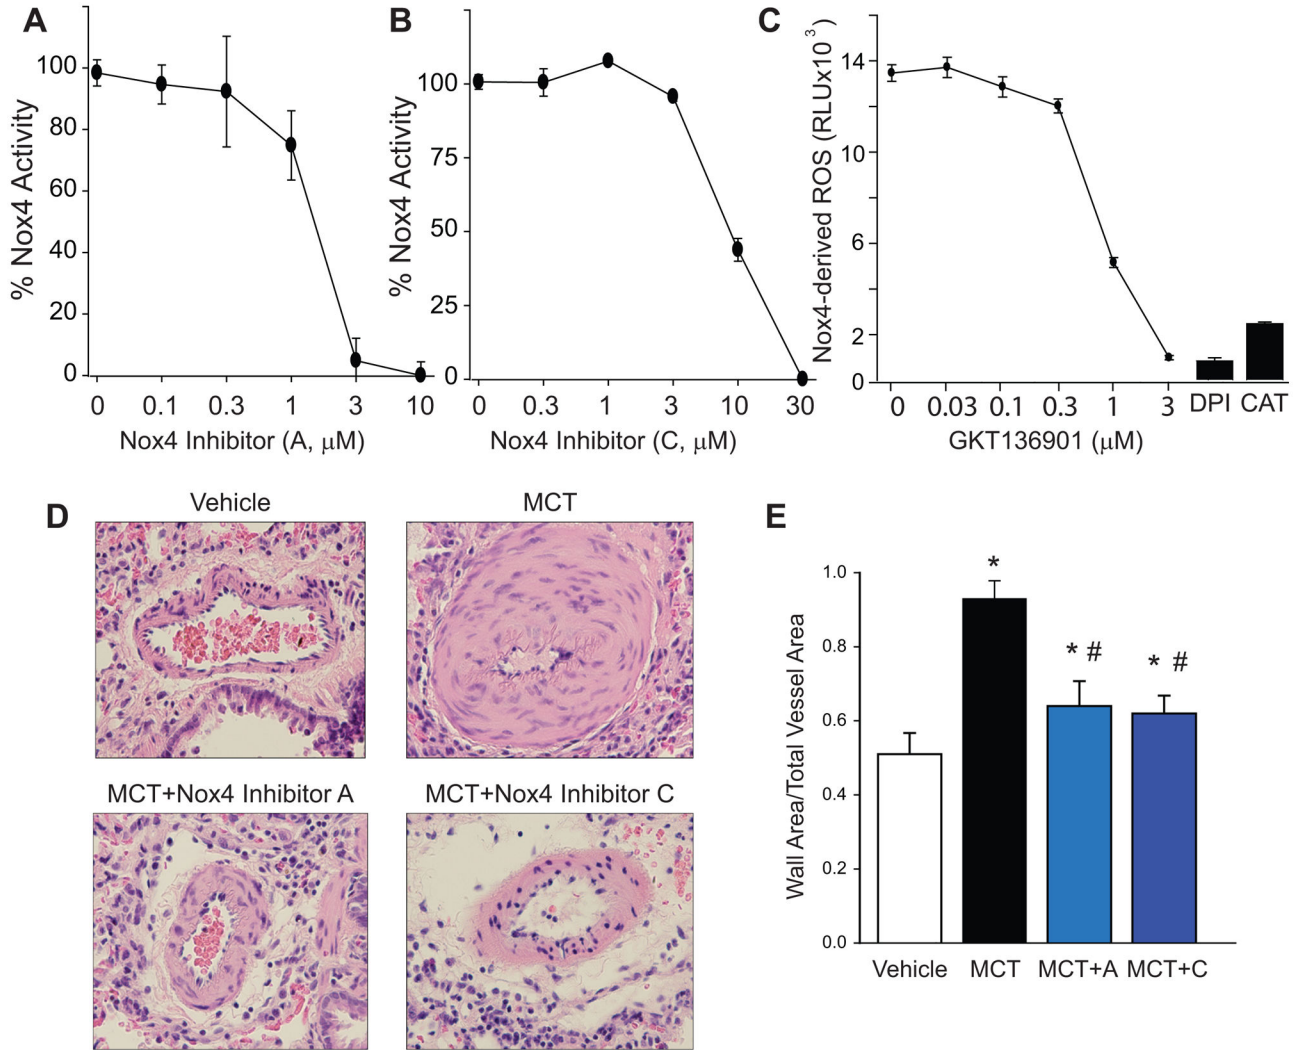 A
% Nox4 Activity
100
80
60
40
20
0
0 0.1 0.3 1 3 10
Nox4 Inhibitor (A, µM)
B
% Nox4 Activity
100
75
50
25
0
0 0.3 1 3 10 30
Nox4 Inhibitor (C, µM)
C
Nox4-derived ROS (RLUx10³)
14
10
6
2
0
0 0.03 0.1 0.3 1 3 DPI CAT
GKT136901 (µM)
D
Vehicle
MCT
MCT+Nox4 Inhibitor A
MCT+Nox4 Inhibitor C
E
Wall Area/Total Vessel Area
1.0
0.8
0.6
0.4
0.2
0.0
*
* #
* #
Vehicle MCT MCT+A MCT+C